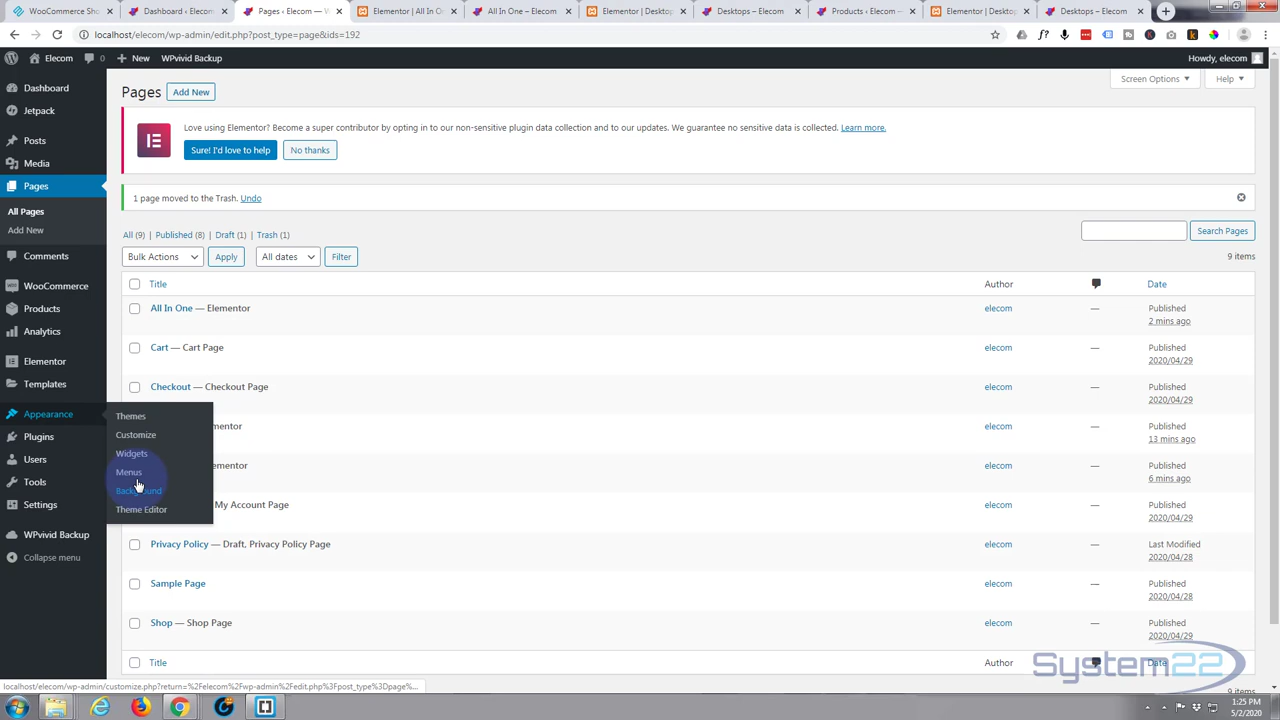 WooCommerce Sho
Dashboard ‹ Elecom
Pages ‹ Elecom — W
Elementor | All In One
All In One – Elecom
Elementor | Desktop
Desktops – Elecom
Products ‹ Elecom —
Elementor | Desktop
Desktops – Elecom
localhost/elecom/wp-admin/edit.php?post_type=page&ids=192
Elecom
0
New
WPvivid Backup
Howdy, elecom
Dashboard
Jetpack
Posts
Media
Pages
All Pages
Add New
Comments
WooCommerce
Products
Analytics
Elementor
Templates
Appearance
Plugins
Users
Tools
Settings
WPvivid Backup
Collapse menu
Themes
Customize
Widgets
Menus
Background
Theme Editor
Pages
Add New
Screen Options
Help
Love using Elementor? Become a super contributor by opting in to our non-sensitive plugin data collection and to our updates. We guarantee no sensitive data is collected. Learn more.
Sure! I'd love to help
No thanks
1 page moved to the Trash. Undo
All (9) | Published (8) | Draft (1) | Trash (1)
Search Pages
Bulk Actions
Apply
All dates
Filter
9 items
Title
Author
Date
All In One — Elementor
elecom
—
Published
2 mins ago
Cart — Cart Page
elecom
—
Published
2020/04/29
Checkout — Checkout Page
elecom
—
Published
2020/04/29
mentor
elecom
—
Published
13 mins ago
ementor
elecom
—
Published
6 mins ago
My Account Page
elecom
—
Published
2020/04/29
Privacy Policy — Draft, Privacy Policy Page
elecom
—
Last Modified
2020/04/28
Sample Page
elecom
—
Published
2020/04/28
Shop — Shop Page
elecom
—
Published
2020/04/29
Title
Author
Date
System22
9 items
localhost/elecom/wp-admin/customize.php?return=%2Felecom%2Fwp-admin%2Fedit.php%3Fpost_type%3Dpage%...
1:25 PM
5/2/2020